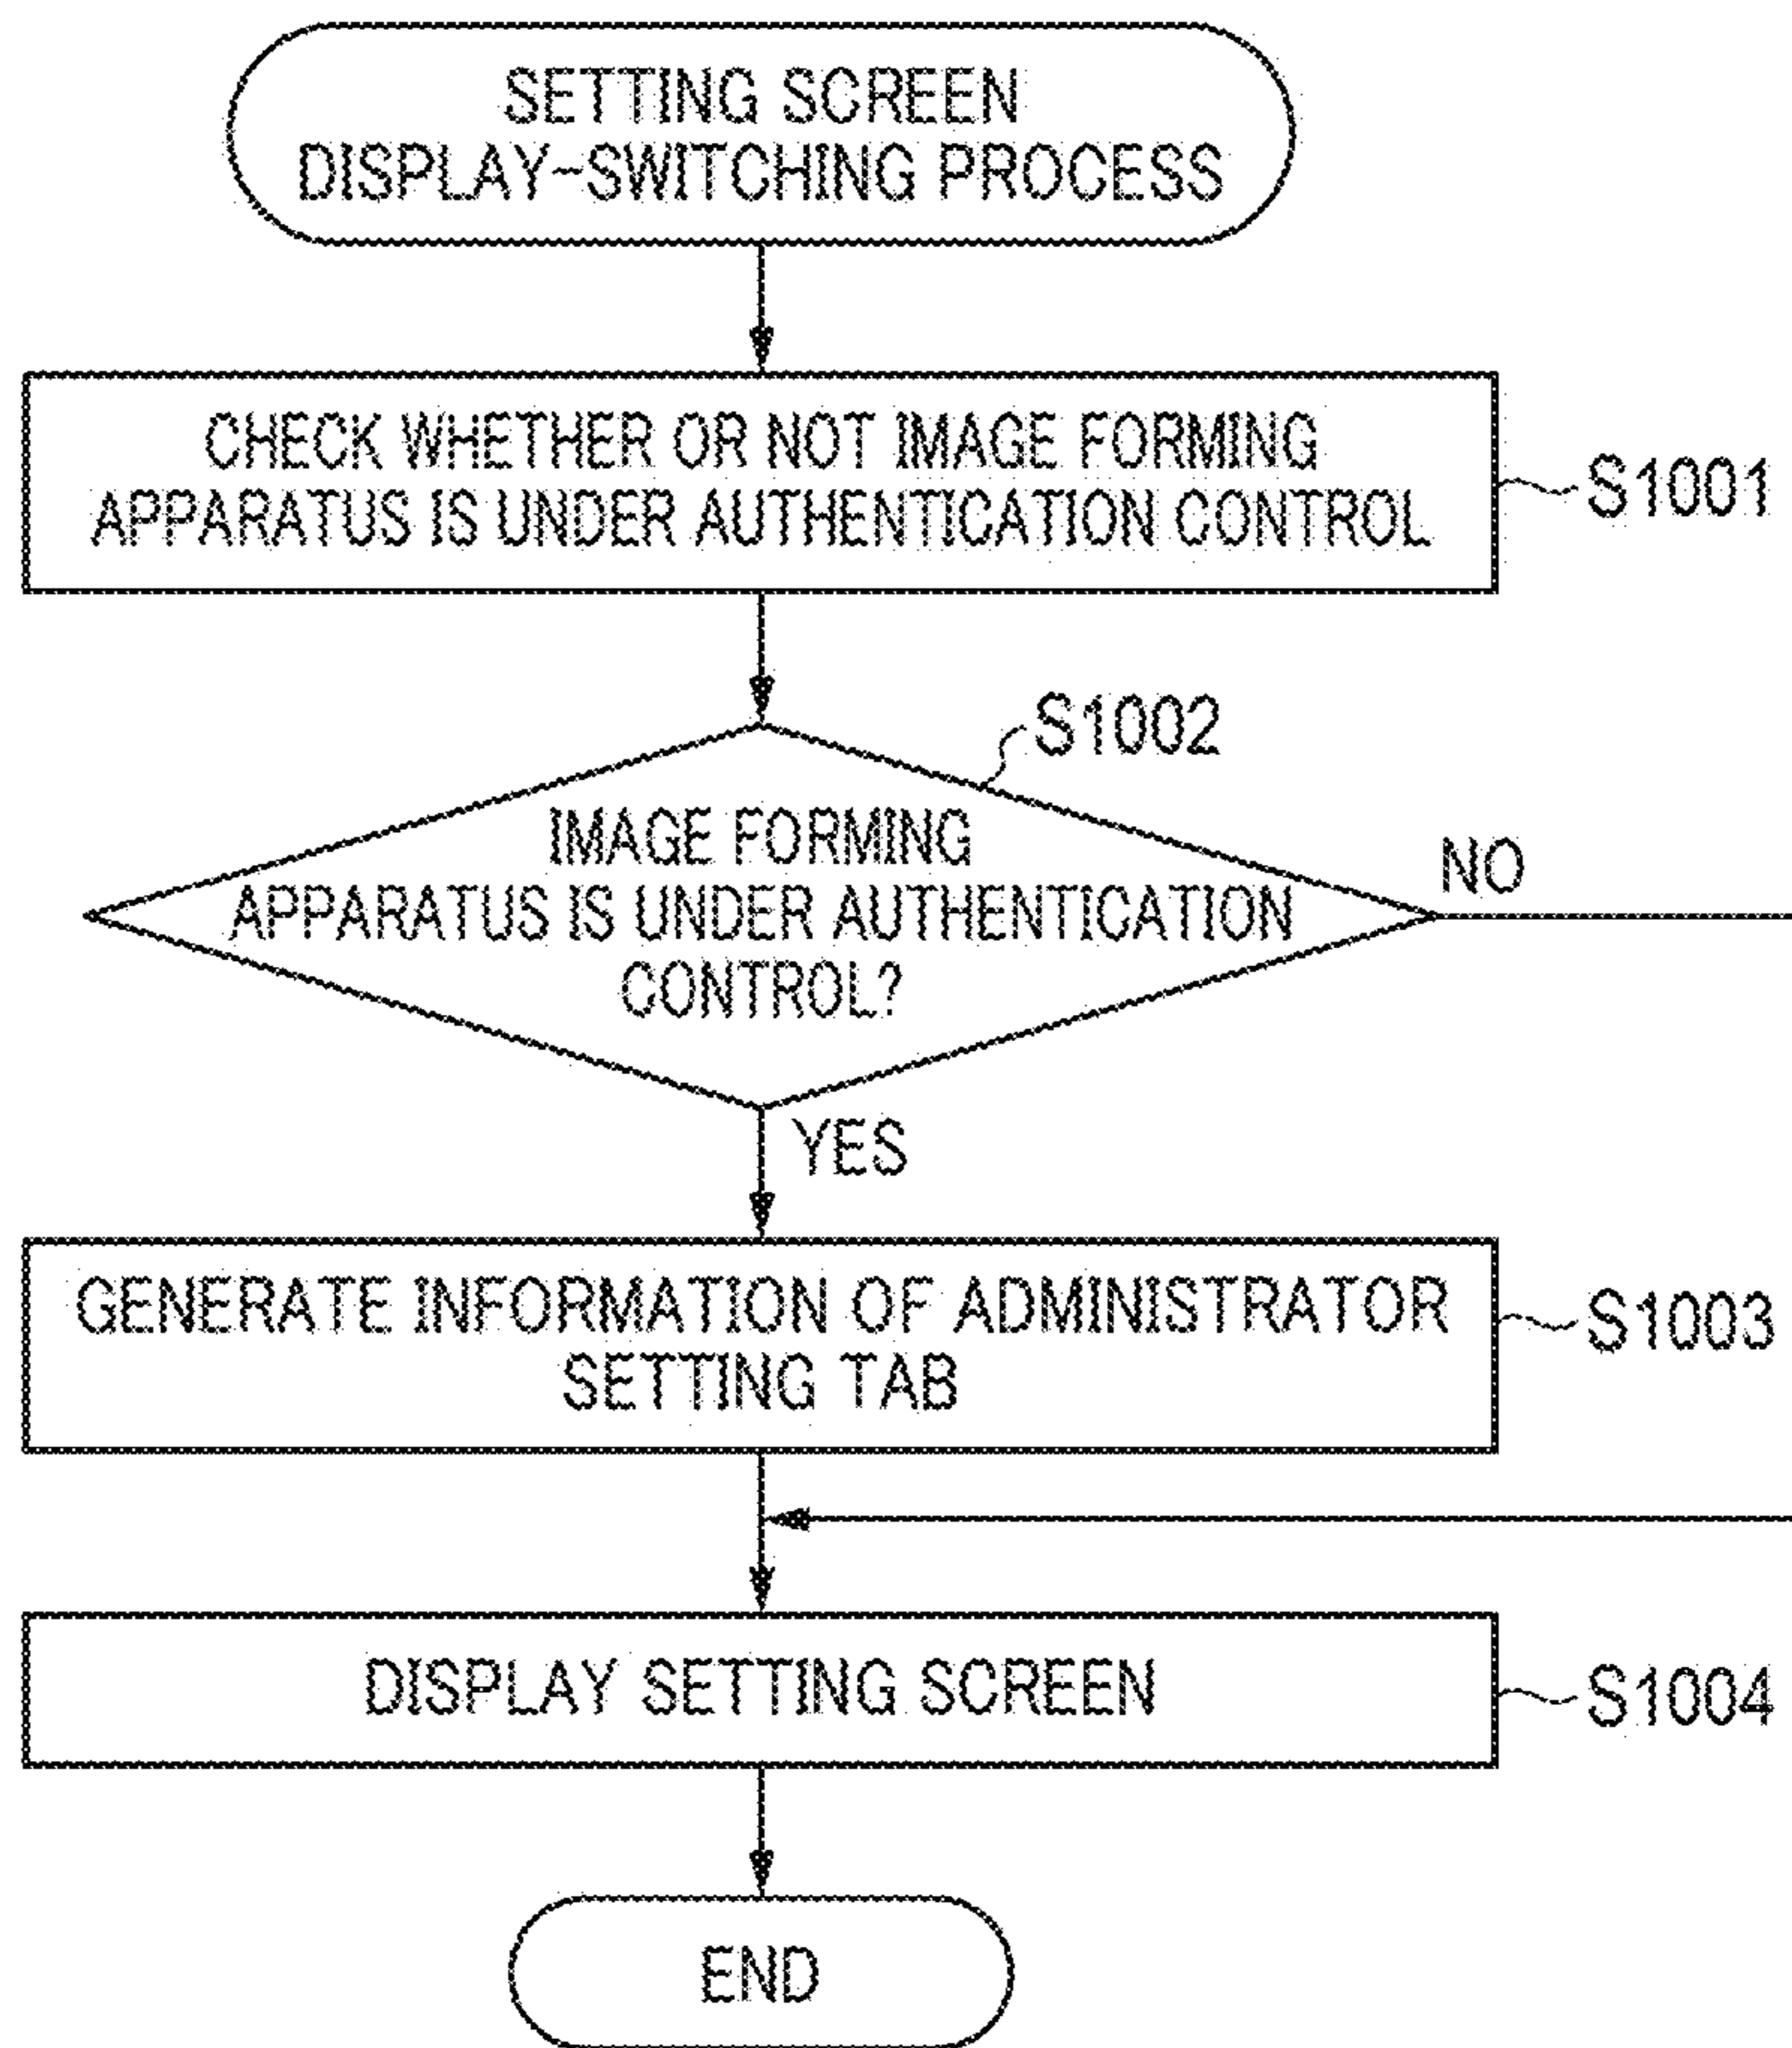 SETTING SCREEN
DISPLAY-SWITCHING PROCESS
CHECK WHETHER OR NOT IMAGE FORMING
APPARATUS IS UNDER AUTHENTICATION CONTROL
S1001
S1002
IMAGE FORMING
APPARATUS IS UNDER AUTHENTICATION
CONTROL?
NO
YES
GENERATE INFORMATION OF ADMINISTRATOR
SETTING TAB
S1003
DISPLAY SETTING SCREEN
S1004
END